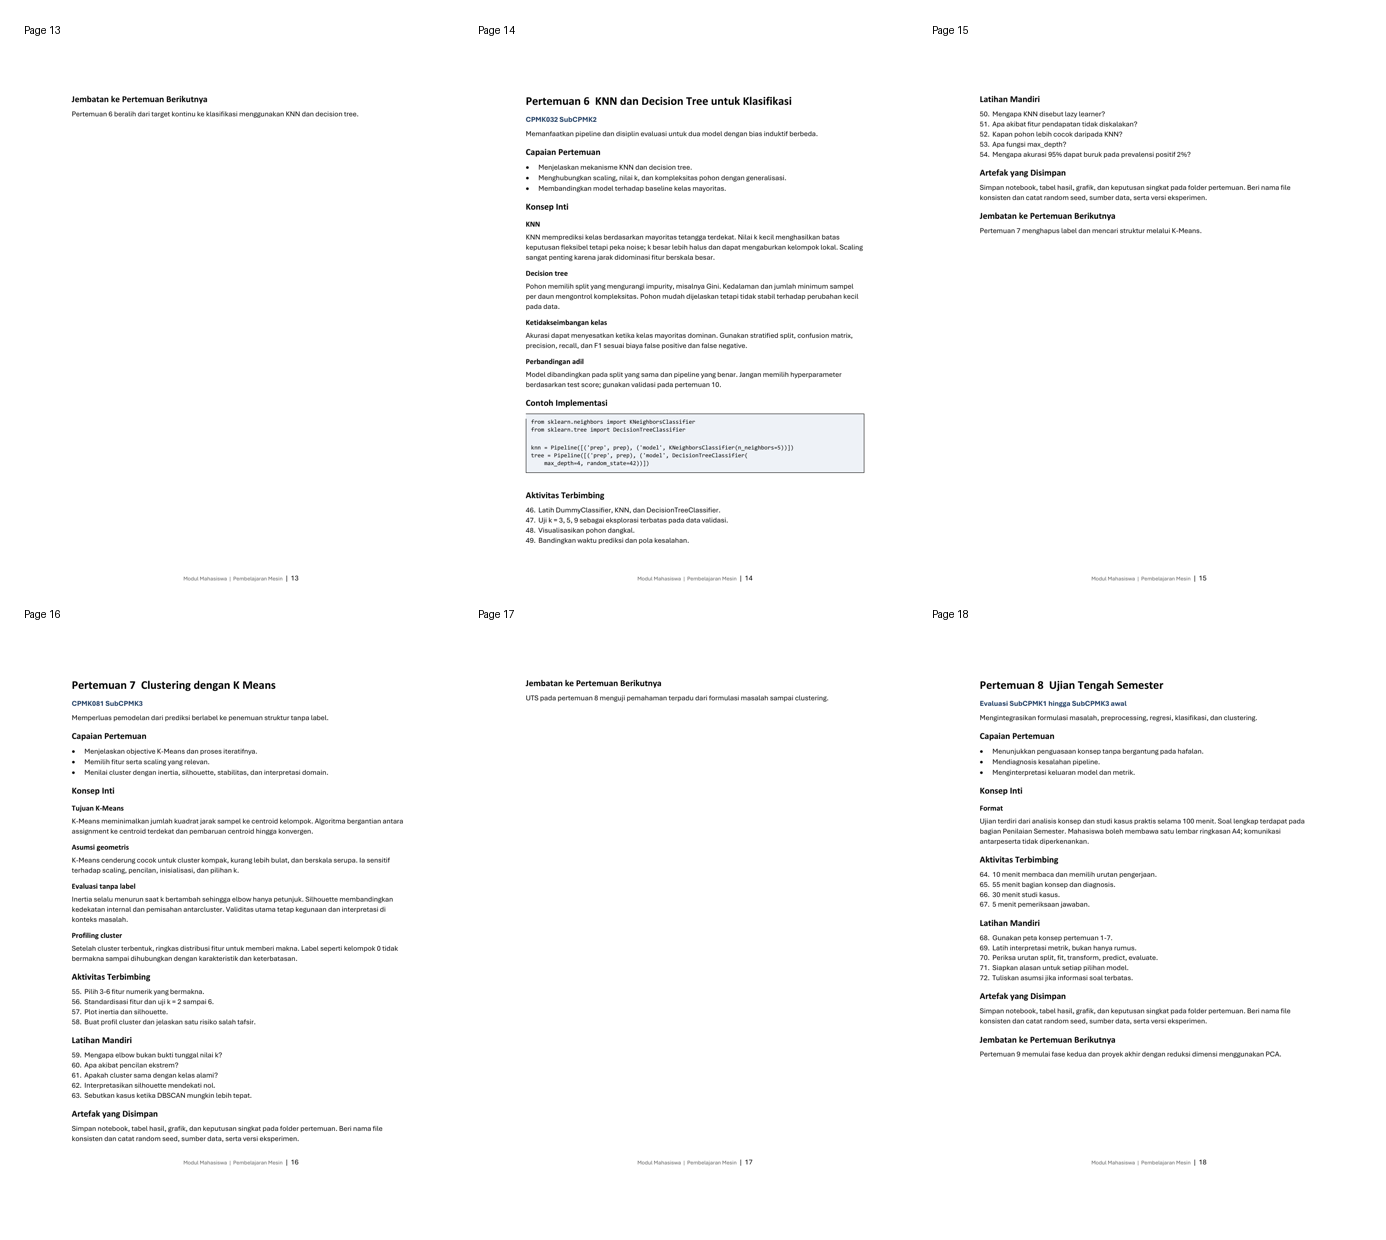 Page 13
Jembatan ke Pertemuan Berikutnya
Pertemuan 6 beralih dari target kontinu ke klasifikasi menggunakan KNN dan decision tree.
Modul Mahasiswa | Pembelajaran Mesin | 13
Page 14
Pertemuan 6 KNN dan Decision Tree untuk Klasifikasi
CPMK032 SubCPMK2
Memanfaatkan pipeline dan disiplin evaluasi untuk dua model dengan bias induktif berbeda.
Capaian Pertemuan
• Menjelaskan mekanisme KNN dan decision tree.
• Menghubungkan scaling, nilai k, dan kompleksitas pohon dengan generalisasi.
• Membandingkan model terhadap baseline kelas mayoritas.
Konsep Inti
KNN
KNN memprediksi kelas berdasarkan mayoritas tetangga terdekat. Nilai k kecil menghasilkan batas
keputusan fleksibel tetapi peka noise; k besar lebih halus dan dapat mengaburkan kelompok lokal. Scaling
sangat penting karena jarak didominasi fitur berskala besar.
Decision tree
Pohon memilih split yang mengurangi impurity, misalnya Gini. Kedalaman dan jumlah minimum sampel
per daun mengontrol kompleksitas. Pohon mudah dijelaskan tetapi tidak stabil terhadap perubahan kecil
pada data.
Ketidakseimbangan kelas
Akurasi dapat menyesatkan ketika kelas mayoritas dominan. Gunakan stratified split, confusion matrix,
precision, recall, dan F1 sesuai biaya false positive dan false negative.
Perbandingan adil
Model dibandingkan pada split yang sama dan pipeline yang benar. Jangan memilih hyperparameter
berdasarkan test score; gunakan validasi pada pertemuan 10.
Contoh Implementasi
from sklearn.neighbors import KNeighborsClassifier
from sklearn.tree import DecisionTreeClassifier
knn = Pipeline([('prep', prep), ('model', KNeighborsClassifier(n_neighbors=5))])
tree = Pipeline([('prep', prep), ('model', DecisionTreeClassifier(
max_depth=4, random_state=42))])
Aktivitas Terbimbing
46. Latih DummyClassifier, KNN, dan DecisionTreeClassifier.
47. Uji k = 3, 5, 9 sebagai eksplorasi terbatas pada data validasi.
48. Visualisasikan pohon dangkal.
49. Bandingkan waktu prediksi dan pola kesalahan.
Modul Mahasiswa | Pembelajaran Mesin | 14
Page 15
Latihan Mandiri
50. Mengapa KNN disebut lazy learner?
51. Apa akibat fitur pendapatan tidak diskalakan?
52. Kapan pohon lebih cocok daripada KNN?
53. Apa fungsi max_depth?
54. Mengapa akurasi 95% dapat buruk pada prevalensi positif 2%?
Artefak yang Disimpan
Simpan notebook, tabel hasil, grafik, dan keputusan singkat pada folder pertemuan. Beri nama file
konsisten dan catat random seed, sumber data, serta versi eksperimen.
Jembatan ke Pertemuan Berikutnya
Pertemuan 7 menghapus label dan mencari struktur melalui K-Means.
Modul Mahasiswa | Pembelajaran Mesin | 15
Page 16
Pertemuan 7 Clustering dengan K Means
CPMK081 SubCPMK3
Memperluas pemodelan dari prediksi berlabel ke penemuan struktur tanpa label.
Capaian Pertemuan
• Menjelaskan objective K-Means dan proses iteratifnya.
• Memilih fitur serta scaling yang relevan.
• Menilai cluster dengan inertia, silhouette, stabilitas, dan interpretasi domain.
Konsep Inti
Tujuan K-Means
K-Means meminimalkan jumlah kuadrat jarak sampel ke centroid kelompok. Algoritma bergantian antara
assignment ke centroid terdekat dan pembaruan centroid hingga konvergen.
Asumsi geometris
K-Means cenderung cocok untuk cluster kompak, kurang lebih bulat, dan berskala serupa. Ia sensitif
terhadap scaling, pencilan, inisialisasi, dan pilihan k.
Evaluasi tanpa label
Inertia selalu menurun saat k bertambah sehingga elbow hanya petunjuk. Silhouette membandingkan
kedekatan internal dan pemisahan antarcluster. Validitas utama tetap kegunaan dan interpretasi di
konteks masalah.
Profiling cluster
Setelah cluster terbentuk, ringkas distribusi fitur untuk memberi makna. Label seperti kelompok 0 tidak
bermakna sampai dihubungkan dengan karakteristik dan keterbatasan.
Aktivitas Terbimbing
55. Pilih 3-6 fitur numerik yang bermakna.
56. Standardisasi fitur dan uji k = 2 sampai 6.
57. Plot inertia dan silhouette.
58. Buat profil cluster dan jelaskan satu risiko salah tafsir.
Latihan Mandiri
59. Mengapa elbow bukan bukti tunggal nilai k?
60. Apa akibat pencilan ekstrem?
61. Apakah cluster sama dengan kelas alami?
62. Interpretasikan silhouette mendekati nol.
63. Sebutkan kasus ketika DBSCAN mungkin lebih tepat.
Artefak yang Disimpan
Simpan notebook, tabel hasil, grafik, dan keputusan singkat pada folder pertemuan. Beri nama file
konsisten dan catat random seed, sumber data, serta versi eksperimen.
Modul Mahasiswa | Pembelajaran Mesin | 16
Page 17
Jembatan ke Pertemuan Berikutnya
UTS pada pertemuan 8 menguji pemahaman terpadu dari formulasi masalah sampai clustering.
Modul Mahasiswa | Pembelajaran Mesin | 17
Page 18
Pertemuan 8 Ujian Tengah Semester
Evaluasi SubCPMK1 hingga SubCPMK3 awal
Mengintegrasikan formulasi masalah, preprocessing, regresi, klasifikasi, dan clustering.
Capaian Pertemuan
• Menunjukkan penguasaan konsep tanpa bergantung pada hafalan.
• Mendiagnosis kesalahan pipeline.
• Menginterpretasi keluaran model dan metrik.
Konsep Inti
Format
Ujian terdiri dari analisis konsep dan studi kasus praktis selama 100 menit. Soal lengkap terdapat pada
bagian Penilaian Semester. Mahasiswa boleh membawa satu lembar ringkasan A4; komunikasi
antarpeserta tidak diperkenankan.
Aktivitas Terbimbing
64. 10 menit membaca dan memilih urutan pengerjaan.
65. 55 menit bagian konsep dan diagnosis.
66. 30 menit studi kasus.
67. 5 menit pemeriksaan jawaban.
Latihan Mandiri
68. Gunakan peta konsep pertemuan 1-7.
69. Latih interpretasi metrik, bukan hanya rumus.
70. Periksa urutan split, fit, transform, predict, evaluate.
71. Siapkan alasan untuk setiap pilihan model.
72. Tuliskan asumsi jika informasi soal terbatas.
Artefak yang Disimpan
Simpan notebook, tabel hasil, grafik, dan keputusan singkat pada folder pertemuan. Beri nama file
konsisten dan catat random seed, sumber data, serta versi eksperimen.
Jembatan ke Pertemuan Berikutnya
Pertemuan 9 memulai fase kedua dan proyek akhir dengan reduksi dimensi menggunakan PCA.
Modul Mahasiswa | Pembelajaran Mesin | 18